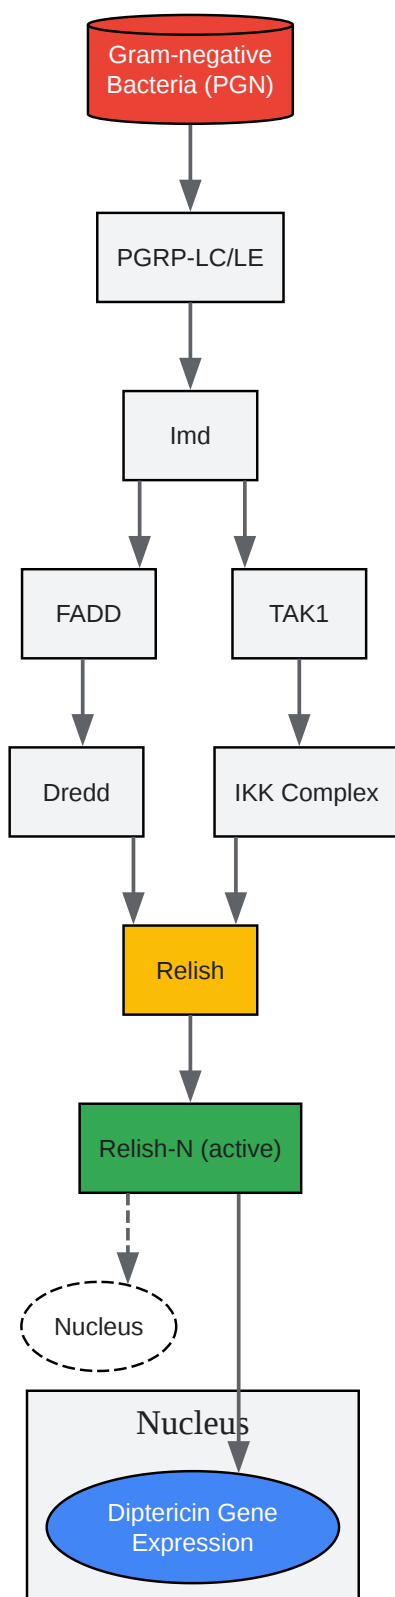 Gram-negative
Bacteria (PGN)
PGRP-LC/LE
Imd
FADD
TAK1
Dredd
IKK Complex
Relish
Relish-N (active)
Nucleus
Nucleus
Diptericin Gene
Expression